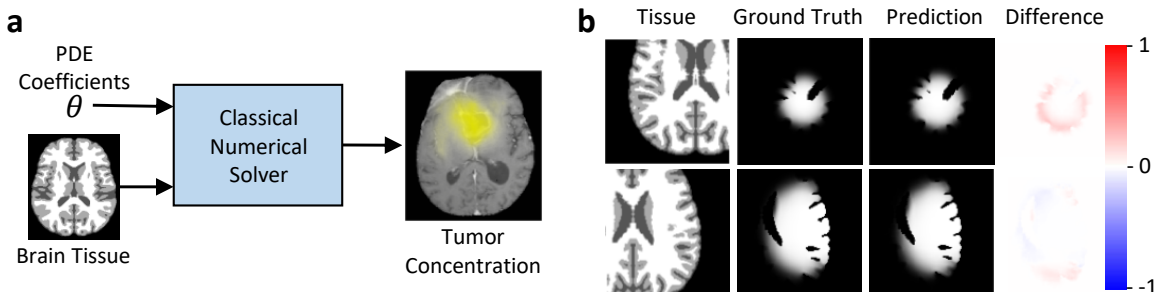 a
PDE
Coefficients
θ
Brain Tissue
Classical
Numerical
Solver
Tumor
Concentration
b
Tissue
Ground Truth
Prediction
Difference
1
0
-1